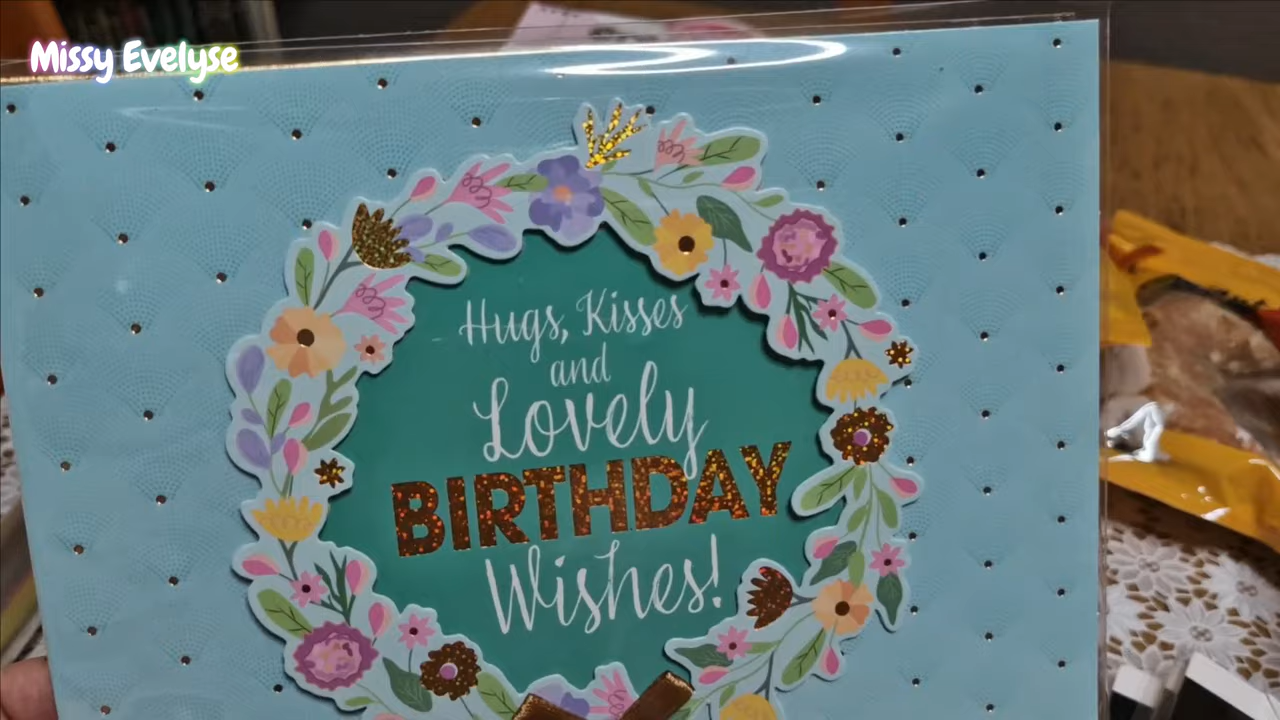 Missy Evelyse
Hugs, Kisses
and
Lovely
BIRTHDAY
Wishes!